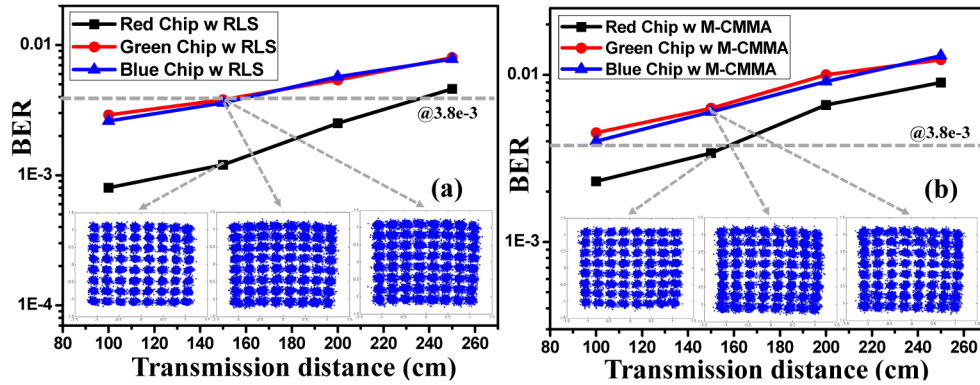 Red Chip w RLS
Green Chip w RLS
Blue Chip w RLS
0.01
BER
@3.8e-3
1E-3
(a)
1E-4
60 80 100 120 140 160 180 200 220 240 260
Transmission distance (cm)
Red Chip w M-CMMA
Green Chip w M-CMMA
Blue Chip w M-CMMA
0.01
BER
@3.8e-3
(b)
1E-3
80 100 120 140 160 180 200 220 240 260
Transmission distance (cm)